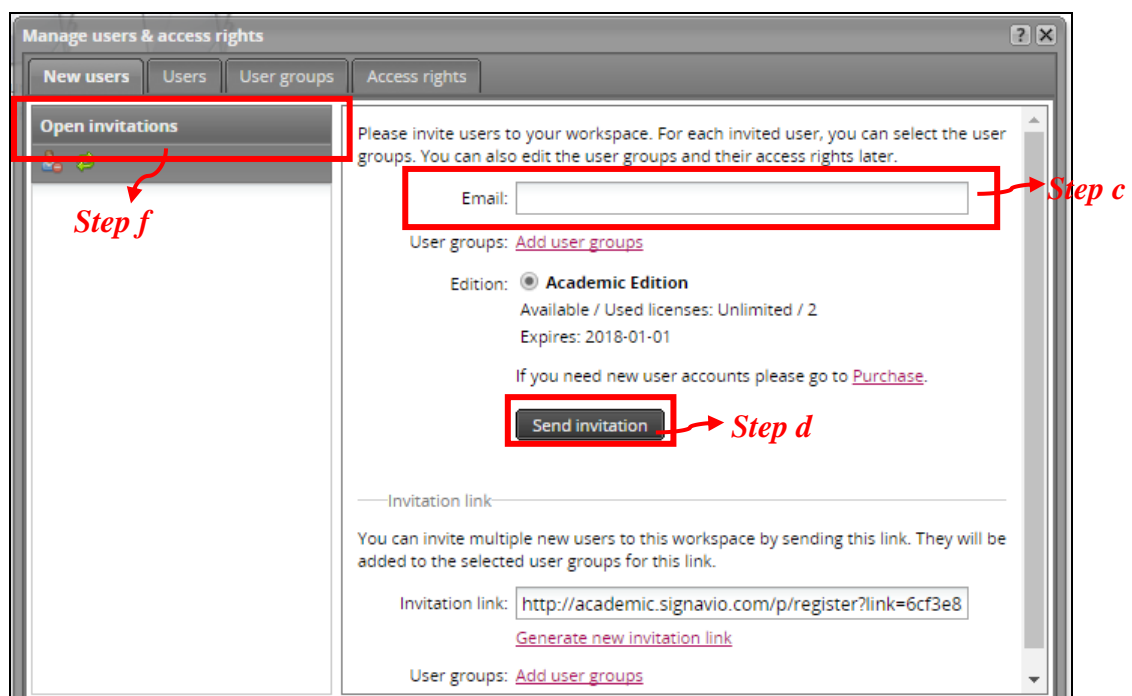 Manage users & access rights
New users Users User groups Access rights
Open invitations
Step f
Please invite users to your workspace. For each invited user, you can select the user
groups. You can also edit the user groups and their access rights later.
Email:
Step c
User groups: Add user groups
Edition: Academic Edition
Available / Used licenses: Unlimited / 2
Expires: 2018-01-01
If you need new user accounts please go to Purchase.
Send invitation
Step d
Invitation link
You can invite multiple new users to this workspace by sending this link. They will be
added to the selected user groups for this link.
Invitation link: http://academic.signavio.com/p/register?link=6cf3e8
Generate new invitation link
User groups: Add user groups